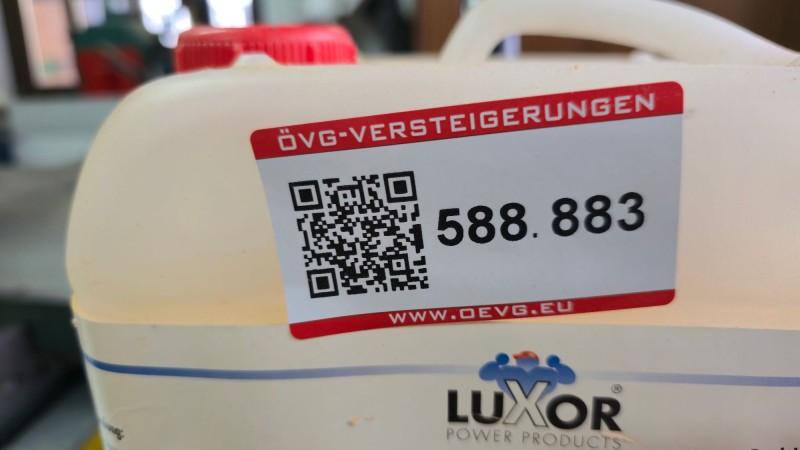 ÖVG-VERSTEIGERUNGEN
588.883
WWW.OEVG.EU
LUXOR®
POWER PRODUCTS